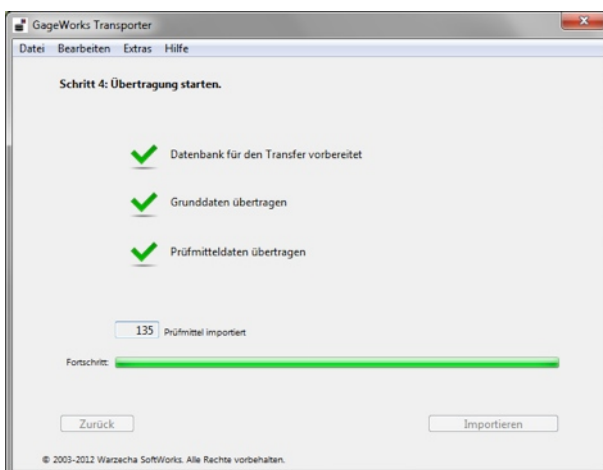 GageWorks Transporter
Datei Bearbeiten Extras Hilfe
Schritt 4: Übertragung starten.
Datenbank für den Transfer vorbereitet
Grunddaten übertragen
Prüfmitteldaten übertragen
135 Prüfmittel importiert
Fortschritt:
Zurück Importieren
© 2003-2012 Warzecha SoftWorks. Alle Rechte vorbehalten.